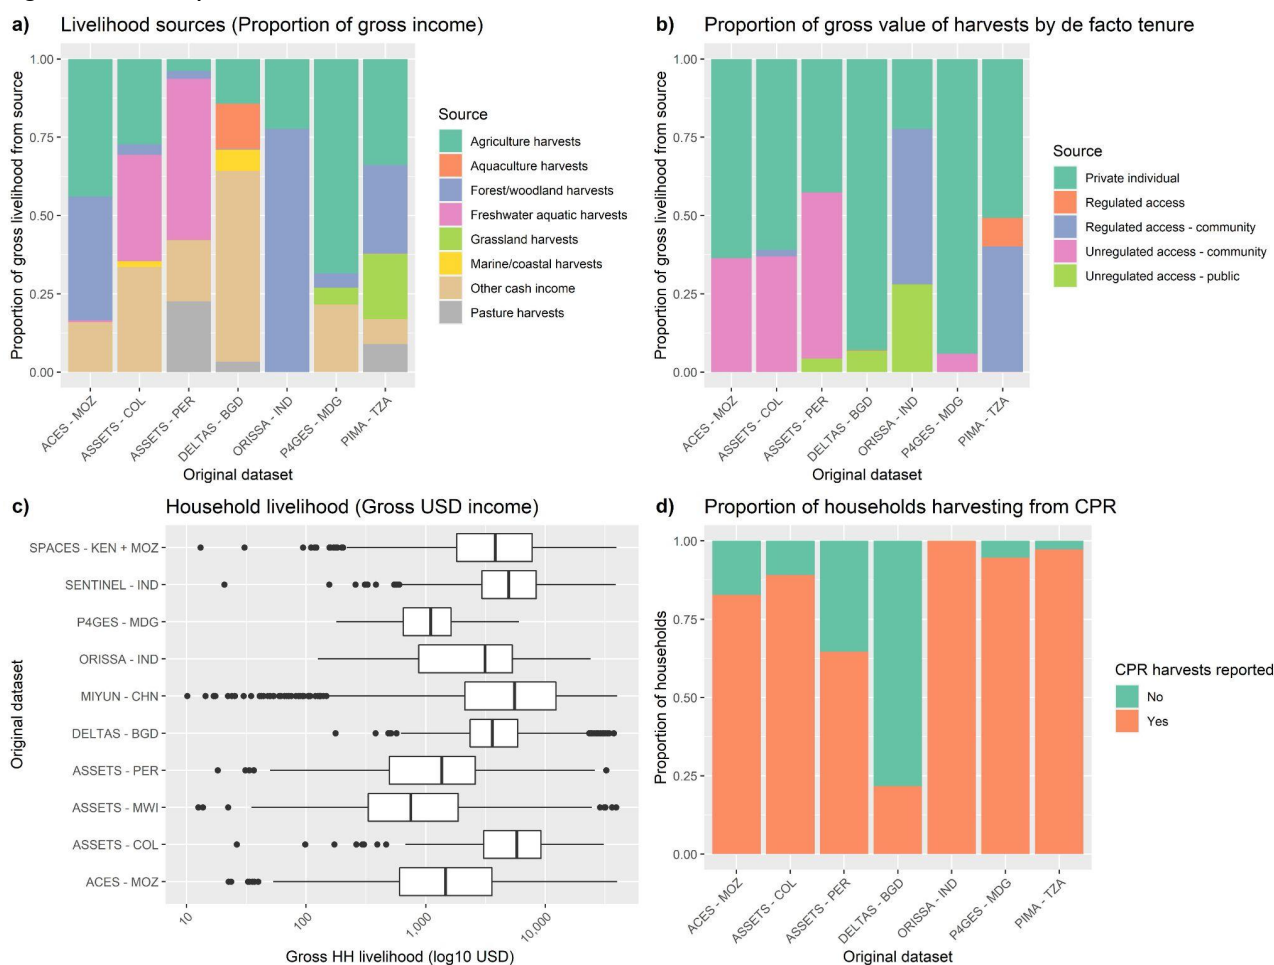 a) Livelihood sources (Proportion of gross income)
Proportion of gross livelihood from source
1.00
0.75
0.50
0.25
0.00
ACES - MOZ
ASSETS - COL
ASSETS - PER
DELTAS - BGD
ORISSA - IND
P4GES - MDG
PIMA - TZA
Original dataset
Source
Agriculture harvests
Aquaculture harvests
Forest/woodland harvests
Freshwater aquatic harvests
Grassland harvests
Marine/coastal harvests
Other cash income
Pasture harvests
b) Proportion of gross value of harvests by de facto tenure
Proportion of gross livelihood from source
1.00
0.75
0.50
0.25
0.00
ACES - MOZ
ASSETS - COL
ASSETS - PER
DELTAS - BGD
ORISSA - IND
P4GES - MDG
PIMA - TZA
Original dataset
Source
Private individual
Regulated access
Regulated access - community
Unregulated access - community
Unregulated access - public
c) Household livelihood (Gross USD income)
Original dataset
SPACES - KEN + MOZ
SENTINEL - IND
P4GES - MDG
ORISSA - IND
MIYUN - CHN
DELTAS - BGD
ASSETS - PER
ASSETS - MWI
ASSETS - COL
ACES - MOZ
10
100
1,000
10,000
Gross HH livelihood (log10 USD)
d) Proportion of households harvesting from CPR
Proportion of households
1.00
0.75
0.50
0.25
0.00
ACES - MOZ
ASSETS - COL
ASSETS - PER
DELTAS - BGD
ORISSA - IND
P4GES - MDG
PIMA - TZA
Original dataset
CPR harvests reported
No
Yes